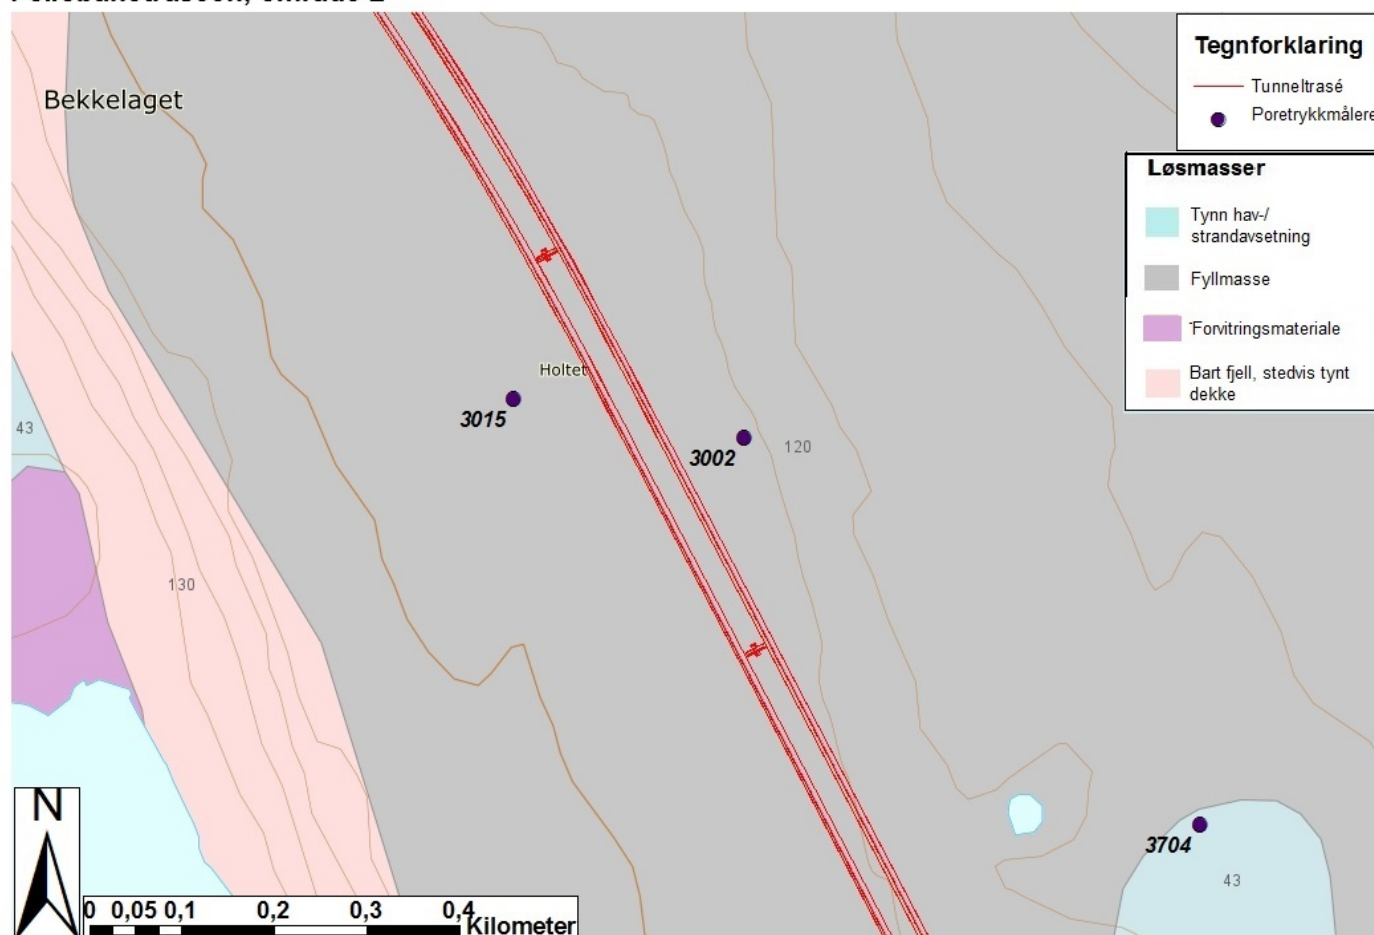 Bekkelaget
Tegnforklaring
Tunneltrasé
Poretrykkmålere
Løsmasser
Tynn hav-/
strandavsetning
Fyllmasse
Forvitringsmateriale
Bart fjell, stedvis tynt
dekke
Holtet
3015
3002
120
43
130
N
3704
43
0 0,05 0,1 0,2 0,3 0,4
Kilometer